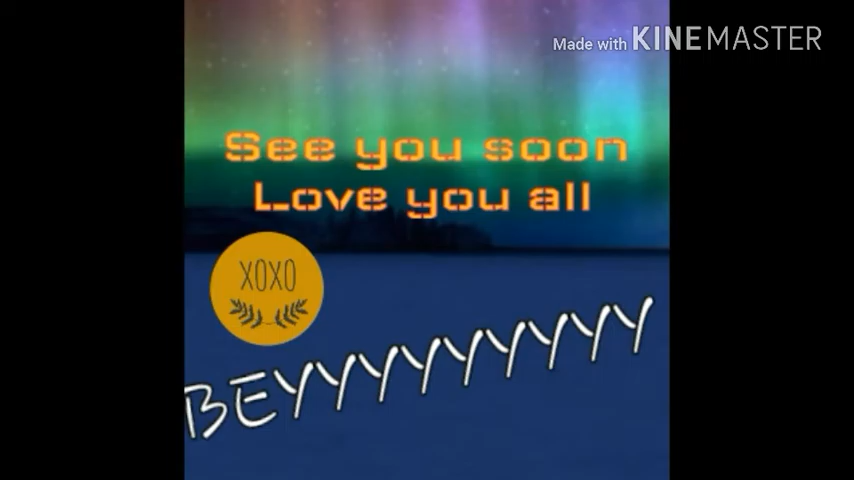 Made with KINEMASTER
See you soon
Love you all
XOXO
BEYYYYYYYYY